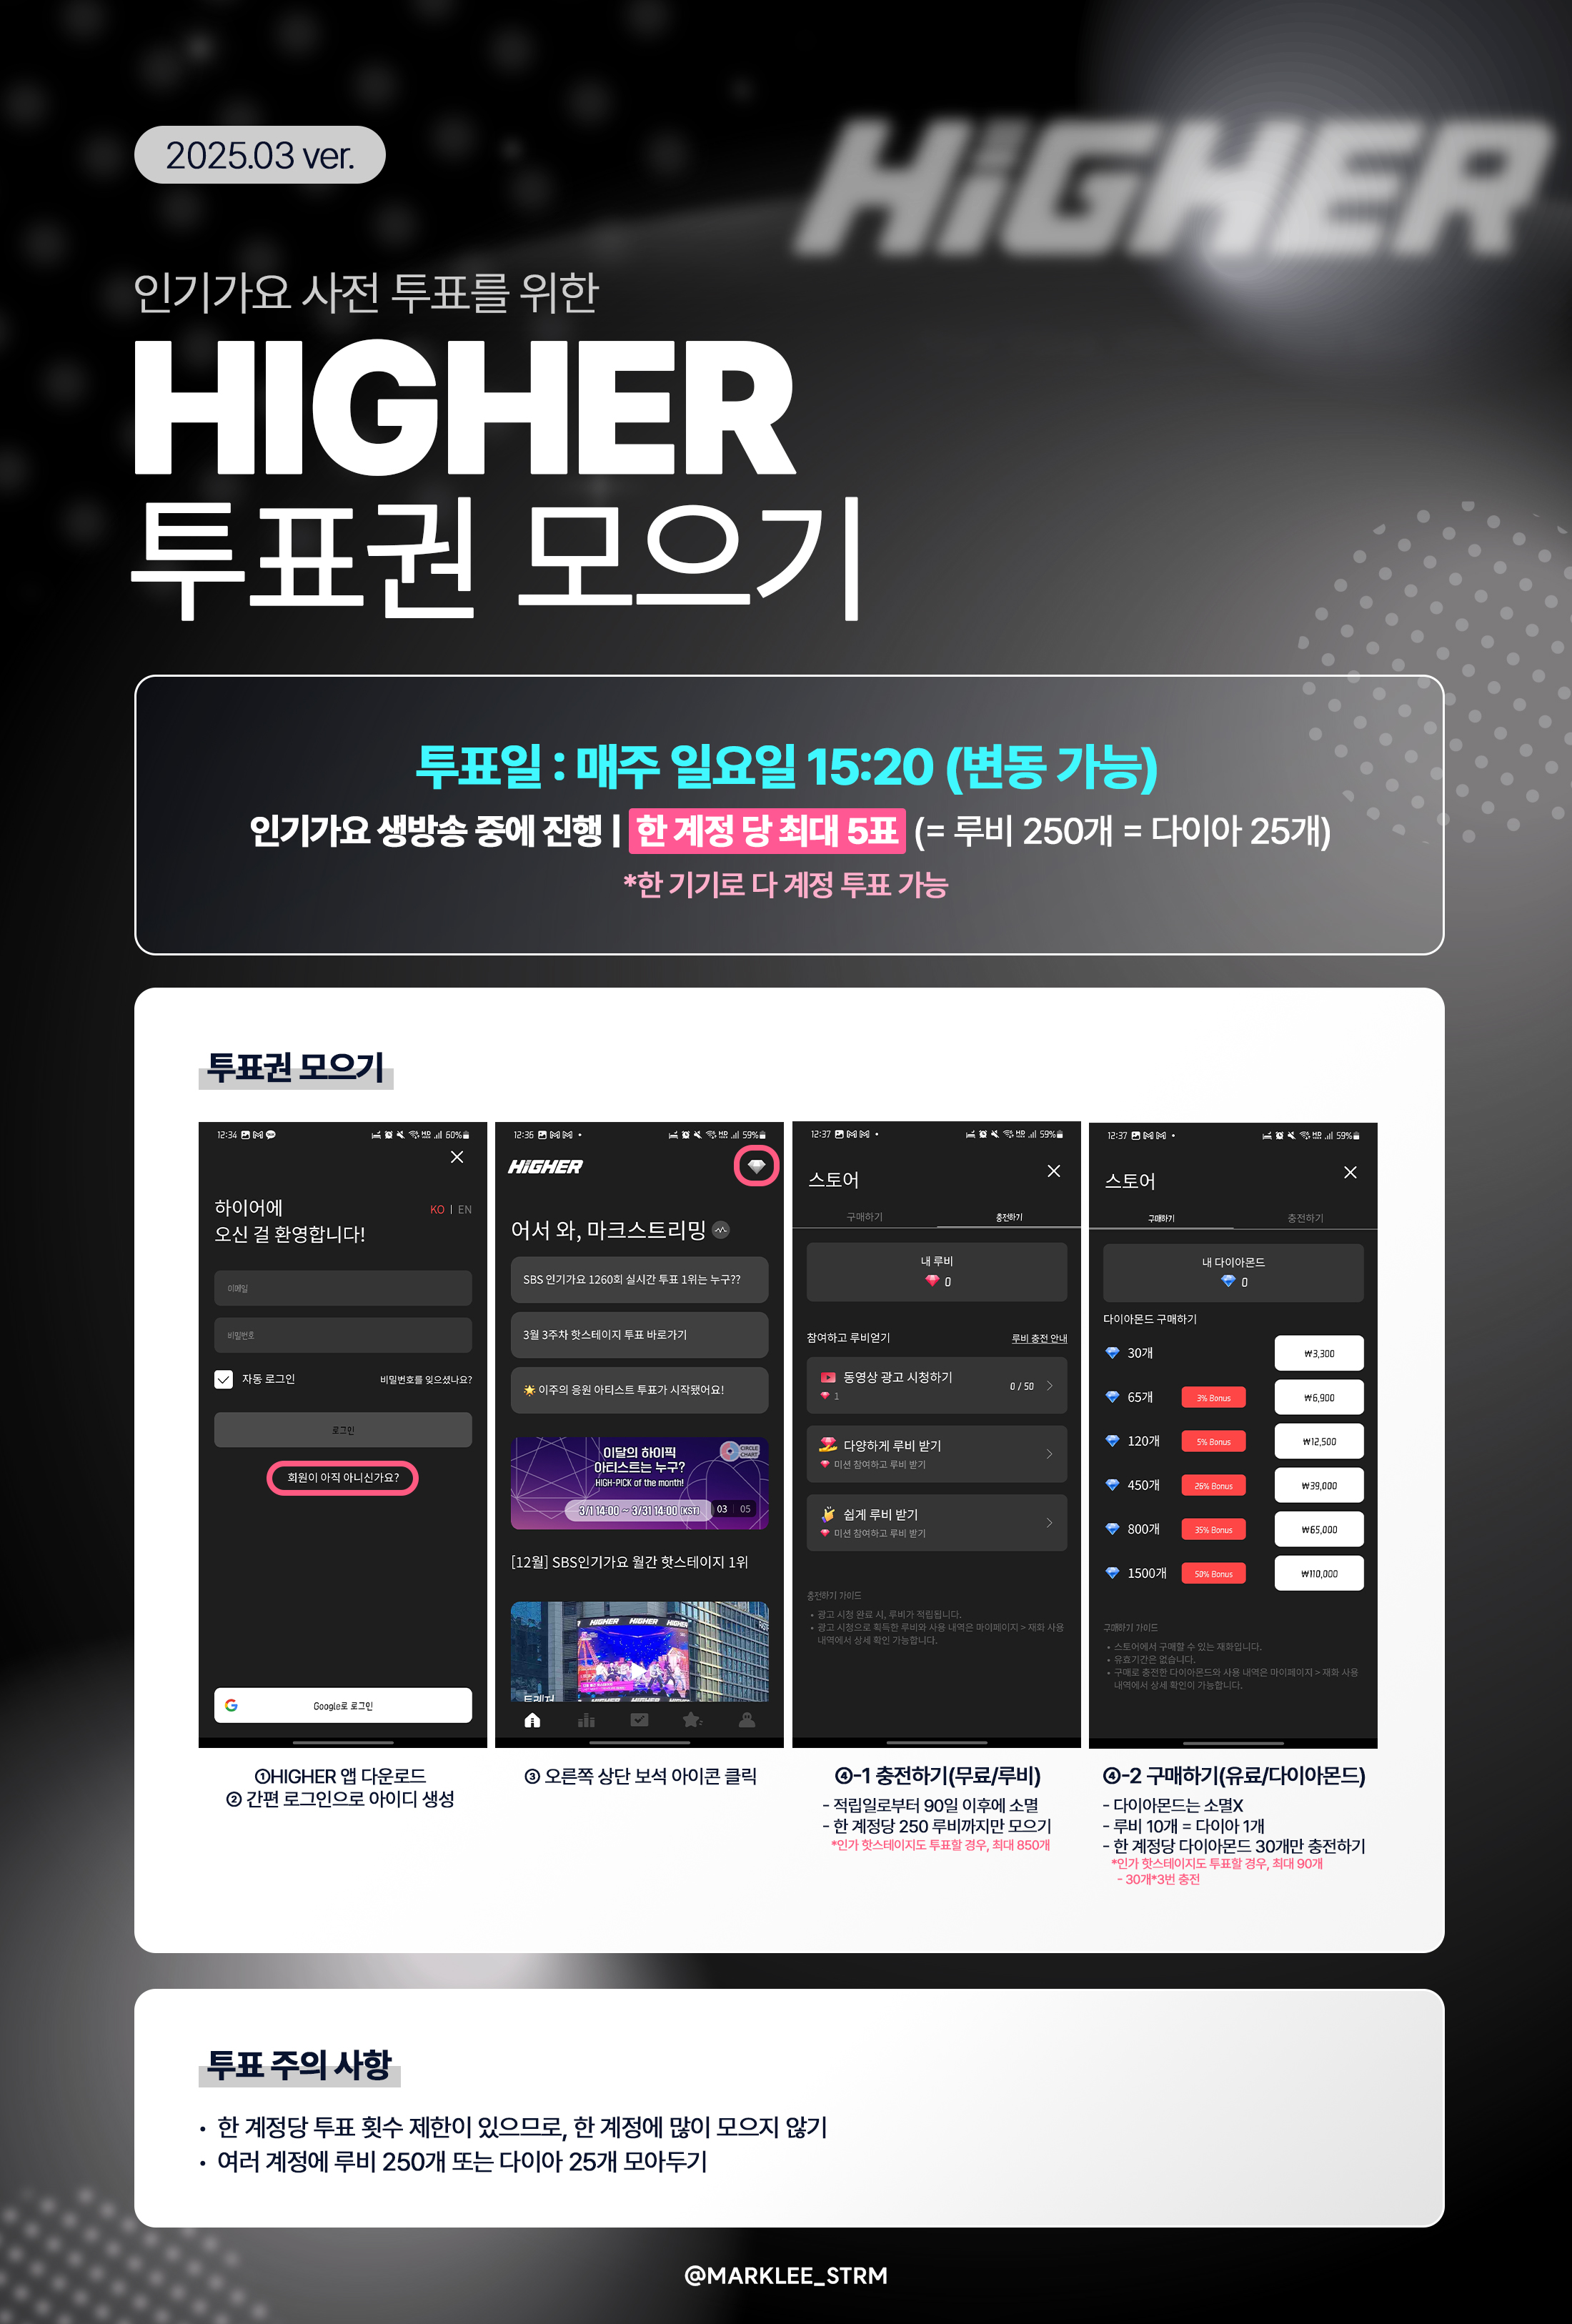 HiGHER
2025.03 ver.
인기가요 사전 투표를 위한
HIGHER
투표권 모으기
투표일 : 매주 일요일 15:20 (변동 가능)
인기가요 생방송 중에 진행 | 한 계정 당 최대 5표 (= 루비 250개 = 다이아 25개)
*한 기기로 다 계정 투표 가능
투표권 모으기
12:34 60%
하이어에
오신 걸 환영합니다!
KO | EN
이메일
비밀번호
자동 로그인 비밀번호를 잊으셨나요?
로그인
회원이 아직 아니신가요?
Google로 로그인
①HIGHER 앱 다운로드
② 간편 로그인으로 아이디 생성
12:36 59%
HiGHER
어서 와, 마크스트리밍
SBS 인기가요 1260회 실시간 투표 1위는 누구??
3월 3주차 핫스테이지 투표 바로가기
🌟 이주의 응원 아티스트 투표가 시작됐어요!
이달의 하이픽
아티스트는 누구?
HIGH-PICK of the month!
CIRCLE
CHART
3/1 14:00 ~ 3/31 14:00 (KST)
03 | 05
[12월] SBS인기가요 월간 핫스테이지 1위
HiGHER HiGHER HiGHER
트레저
③ 오른쪽 상단 보석 아이콘 클릭
12:37 59%
스토어
구매하기 충전하기
내 루비
0
참여하고 루비얻기 루비 충전 안내
동영상 광고 시청하기
1
0 / 50
다양하게 루비 받기
미션 참여하고 루비 받기
쉽게 루비 받기
미션 참여하고 루비 받기
충전하기 가이드
• 광고 시청 완료 시, 루비가 적립됩니다.
• 광고 시청으로 획득한 루비와 사용 내역은 마이페이지 > 재화 사용
내역에서 상세 확인 가능합니다.
④-1 충전하기(무료/루비)
- 적립일로부터 90일 이후에 소멸
- 한 계정당 250 루비까지만 모으기
*인가 핫스테이지도 투표할 경우, 최대 850개
12:37 59%
스토어
구매하기 충전하기
내 다이아몬드
0
다이아몬드 구매하기
30개 ₩3,300
65개 3% Bonus ₩6,900
120개 5% Bonus ₩12,500
450개 26% Bonus ₩39,000
800개 35% Bonus ₩65,000
1500개 50% Bonus ₩110,000
구매하기 가이드
• 스토어에서 구매할 수 있는 재화입니다.
• 유효기간은 없습니다.
• 구매로 충전한 다이아몬드와 사용 내역은 마이페이지 > 재화 사용
내역에서 상세 확인이 가능합니다.
④-2 구매하기(유료/다이아몬드)
- 다이아몬드는 소멸X
- 루비 10개 = 다이아 1개
- 한 계정당 다이아몬드 30개만 충전하기
*인가 핫스테이지도 투표할 경우, 최대 90개
- 30개*3번 충전
투표 주의 사항
• 한 계정당 투표 횟수 제한이 있으므로, 한 계정에 많이 모으지 않기
• 여러 계정에 루비 250개 또는 다이아 25개 모아두기
@MARKLEE_STRM